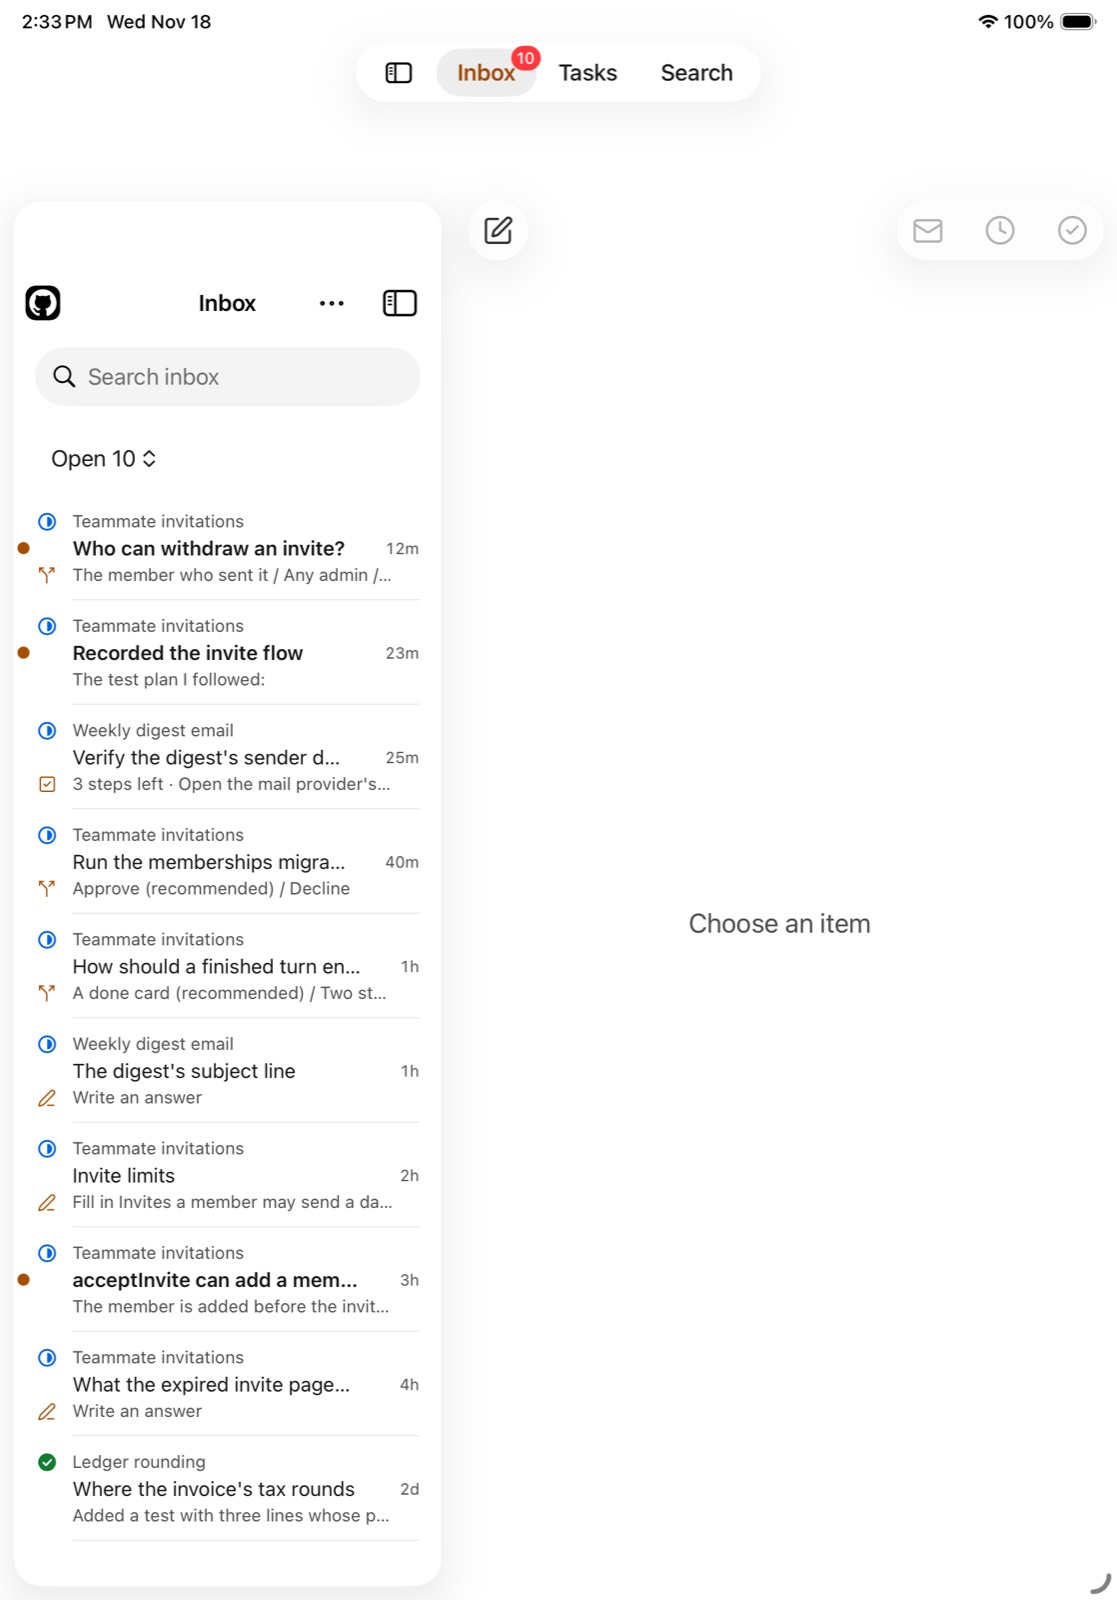 2:33 PM Wed Nov 18
100%
Inbox
10
Tasks
Search
Inbox
Search inbox
Open 10
Teammate invitations
Who can withdraw an invite?
12m
The member who sent it / Any admin /...
Teammate invitations
Recorded the invite flow
23m
The test plan I followed:
Weekly digest email
Verify the digest's sender d...
25m
3 steps left · Open the mail provider's...
Teammate invitations
Run the memberships migra...
40m
Approve (recommended) / Decline
Teammate invitations
How should a finished turn en...
1h
A done card (recommended) / Two st...
Weekly digest email
The digest's subject line
1h
Write an answer
Teammate invitations
Invite limits
2h
Fill in Invites a member may send a da...
Teammate invitations
acceptInvite can add a mem...
3h
The member is added before the invit...
Teammate invitations
What the expired invite page...
4h
Write an answer
Ledger rounding
Where the invoice's tax rounds
2d
Added a test with three lines whose p...
Choose an item